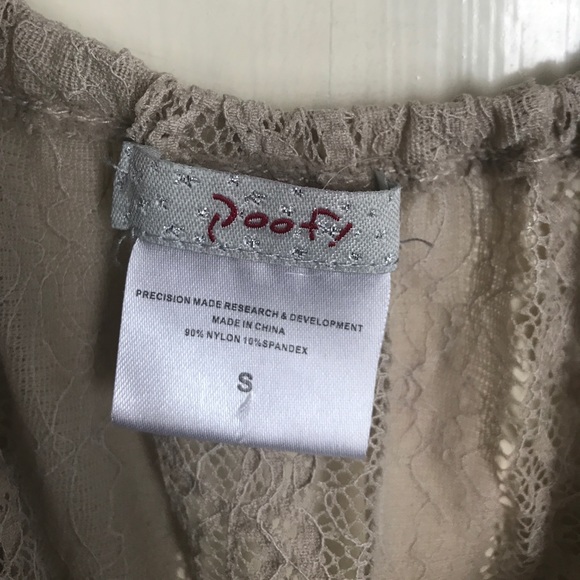 Poof!
PRECISION MADE RESEARCH & DEVELOPMENT
MADE IN CHINA
90% NYLON 10%SPANDEX
S